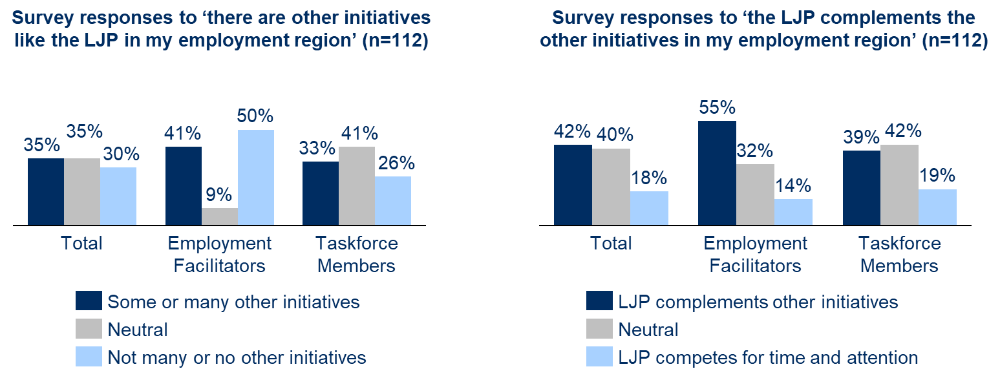 Survey responses to ‘there are other initiatives
like the LJP in my employment region’ (n=112)
35%
35%
30%
41%
9%
50%
33%
41%
26%
Total
Employment
Facilitators
Taskforce
Members
Some or many other initiatives
Neutral
Not many or no other initiatives
Survey responses to ‘the LJP complements the
other initiatives in my employment region’ (n=112)
42%
40%
18%
55%
32%
14%
39%
42%
19%
Total
Employment
Facilitators
Taskforce
Members
LJP complements other initiatives
Neutral
LJP competes for time and attention